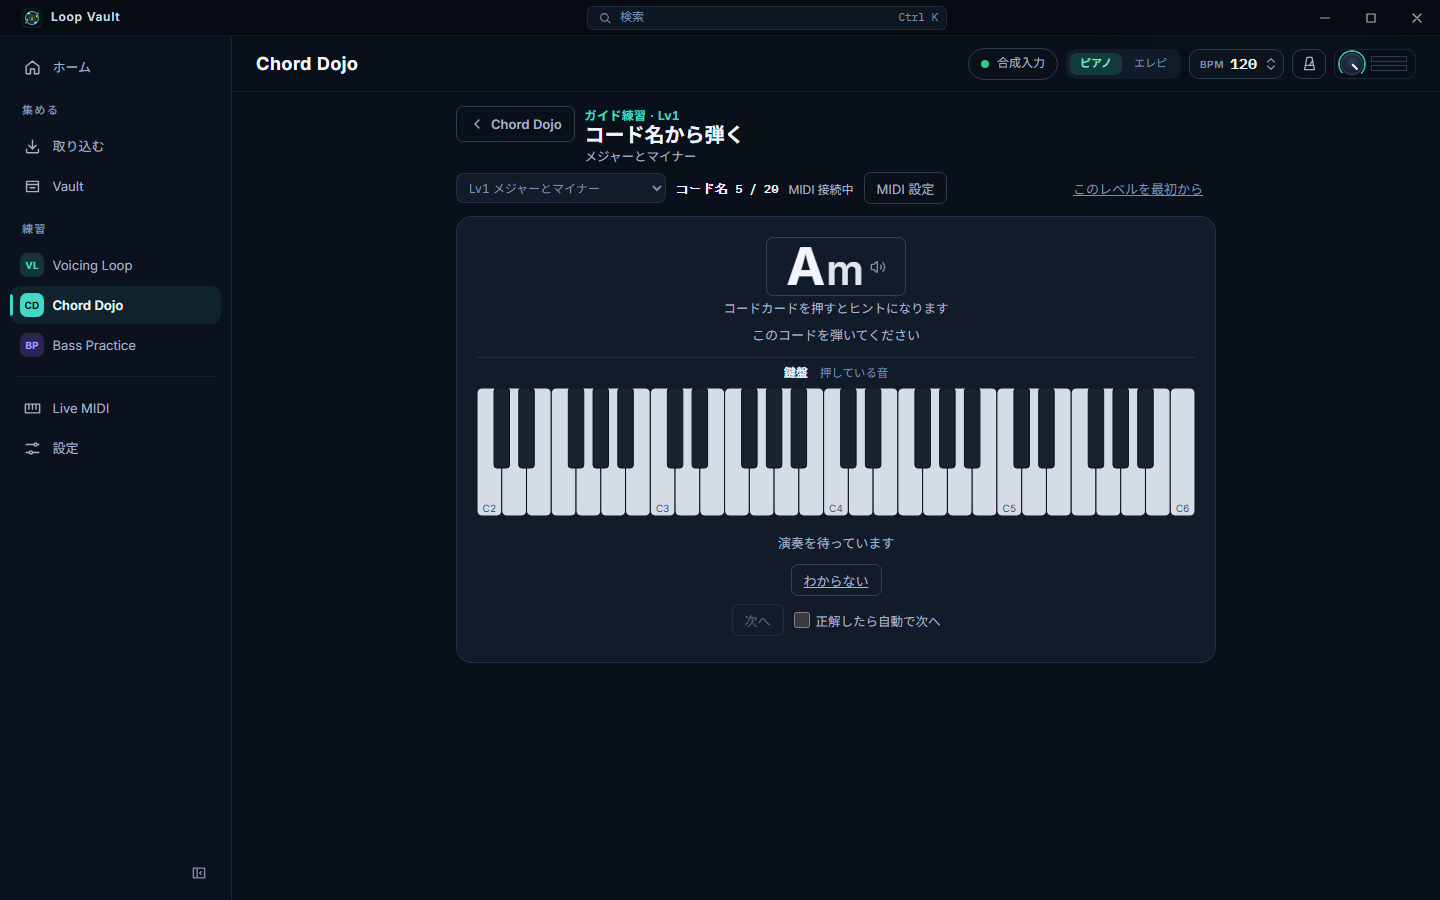 Loop Vault
検索
Ctrl K
ホーム
集める
取り込む
Vault
練習
VL Voicing Loop
CD Chord Dojo
BP Bass Practice
Live MIDI
設定
Chord Dojo
合成入力
ピアノ
エレピ
BPM 120
Chord Dojo
ガイド練習 · Lv1
コード名から弾く
メジャーとマイナー
Lv1 メジャーとマイナー
コード名 5 / 20
MIDI 接続中
MIDI 設定
このレベルを最初から
Am
コードカードを押すとヒントになります
このコードを弾いてください
鍵盤 押している音
C2 C3 C4 C5 C6
演奏を待っています
わからない
次へ
正解したら自動で次へ